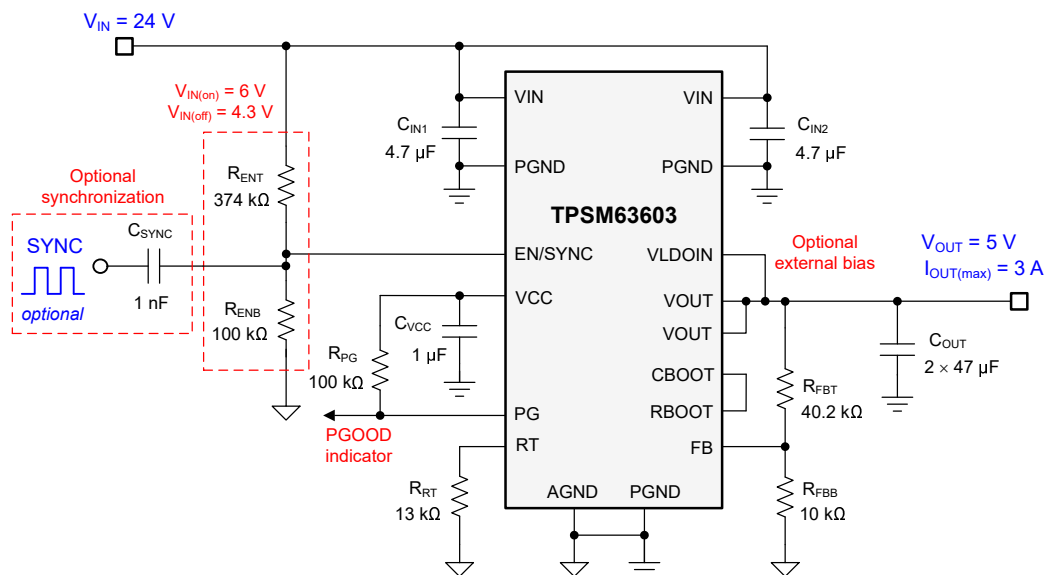 V_IN = 24 V
V_IN(on) = 6 V
V_IN(off) = 4.3 V
Optional
synchronization
SYNC
optional
C_SYNC
1 nF
R_ENT
374 kΩ
R_ENB
100 kΩ
C_IN1
4.7 µF
C_IN2
4.7 µF
VIN
PGND
VIN
PGND
TPSM63603
EN/SYNC
VLDOIN
VCC
VOUT
VOUT
CBOOT
RBOOT
PG
RT
FB
AGND
PGND
C_VCC
1 µF
R_PG
100 kΩ
PGOOD
indicator
R_RT
13 kΩ
Optional
external bias
V_OUT = 5 V
I_OUT(max) = 3 A
C_OUT
2 × 47 µF
R_FBT
40.2 kΩ
R_FBB
10 kΩ